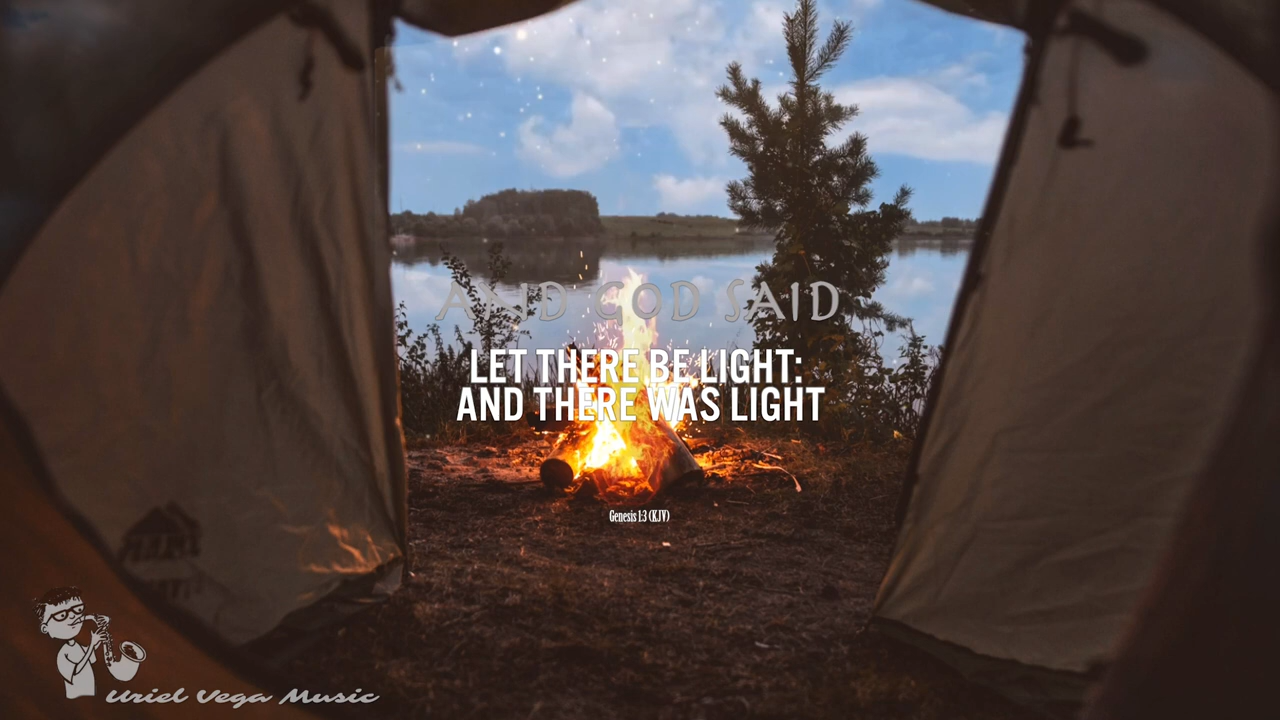 AND GOD SAID
LET THERE BE LIGHT:
AND THERE WAS LIGHT
Genesis 1:3 (KJV)
Uriel Vega Music